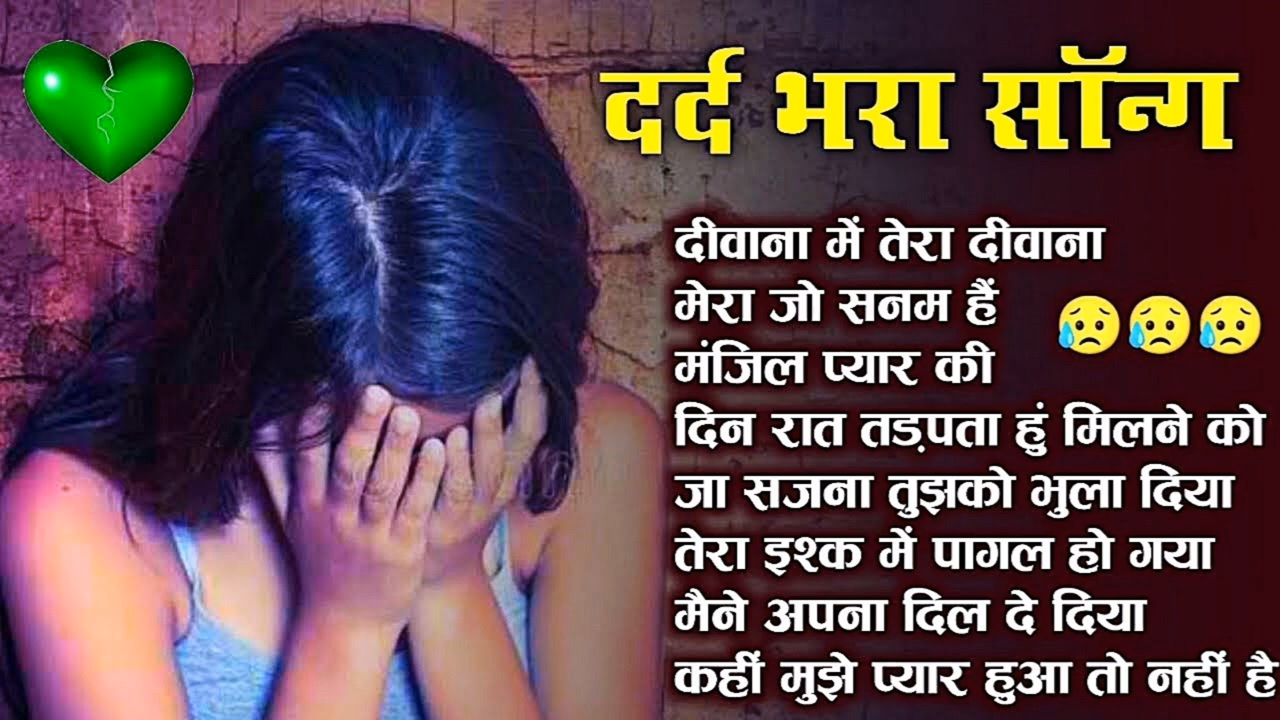 दर्द भरा सॉन्ग
दीवाना में तेरा दीवाना
मेरा जो सनम हैं
मंजिल प्यार की
दिन रात तड़पता हुं मिलने को
जा सजना तुझको भुला दिया
तेरा इश्क में पागल हो गया
मैने अपना दिल दे दिया
कहीं मुझे प्यार हुआ तो नहीं है